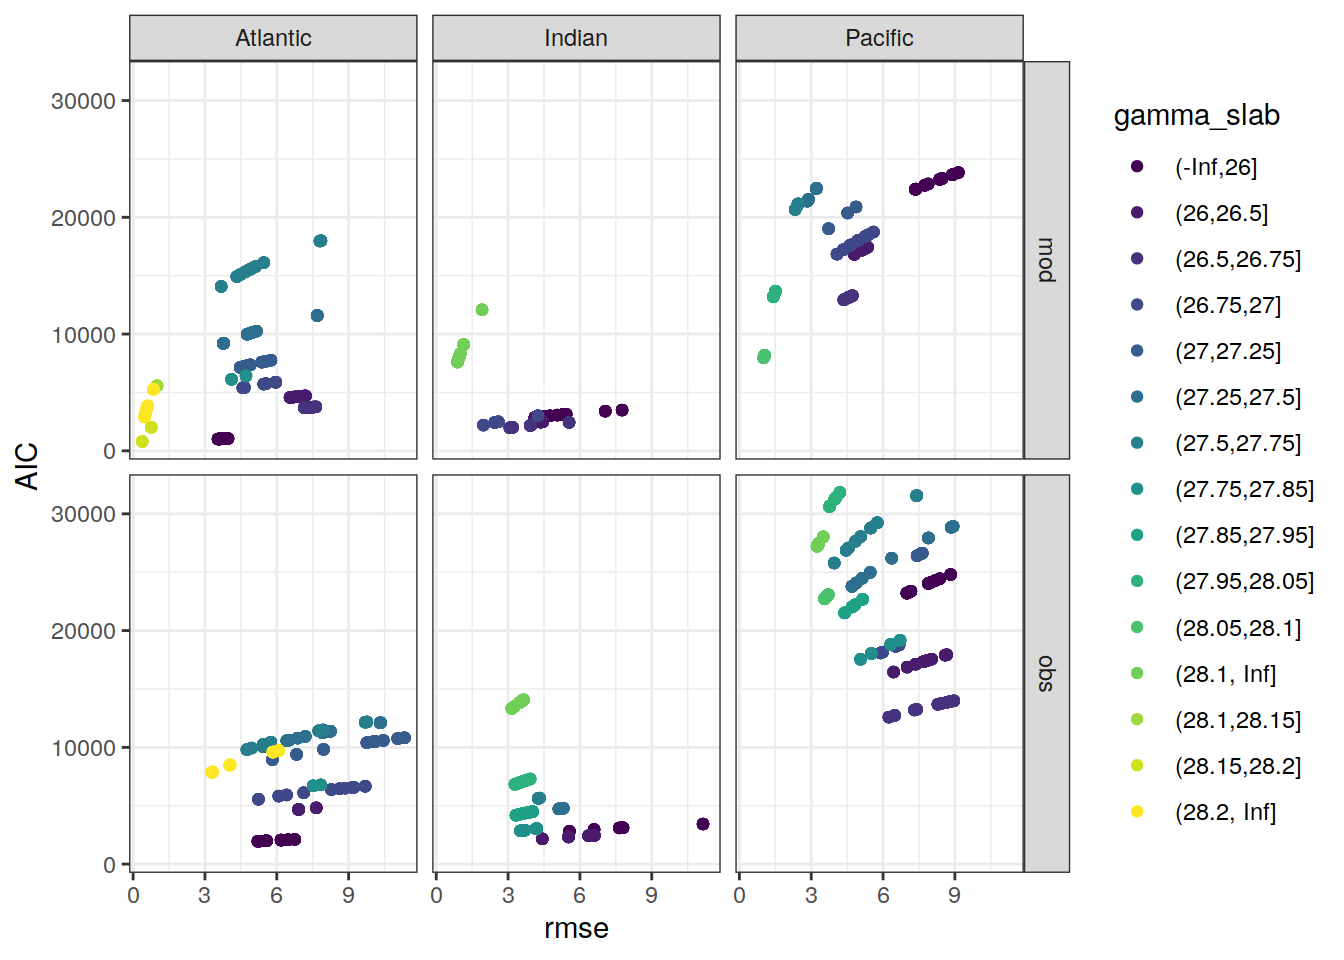 Atlantic Indian Pacific
mod
obs
AIC
30000
20000
10000
0
30000
20000
10000
0
0 3 6 9 0 3 6 9 0 3 6 9
rmse
gamma_slab
(-Inf,26]
(26,26.5]
(26.5,26.75]
(26.75,27]
(27,27.25]
(27.25,27.5]
(27.5,27.75]
(27.75,27.85]
(27.85,27.95]
(27.95,28.05]
(28.05,28.1]
(28.1, Inf]
(28.1,28.15]
(28.15,28.2]
(28.2, Inf]